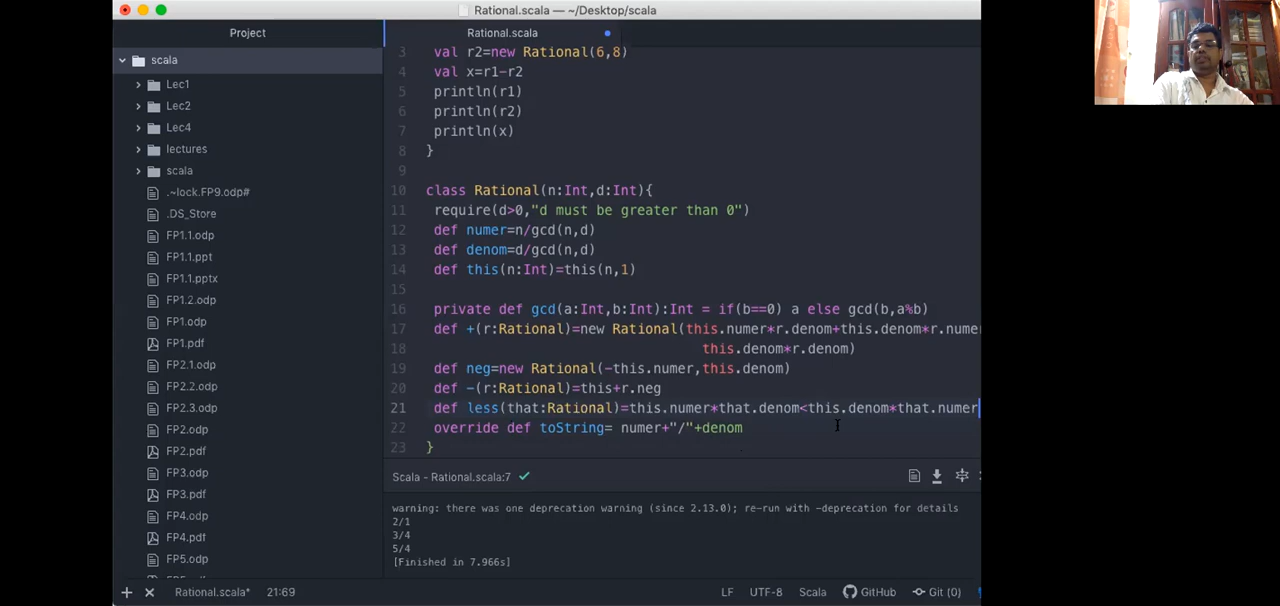 Rational.scala — ~/Desktop/scala
Project
Rational.scala
scala
Lec1
Lec2
Lec4
lectures
scala
.~lock.FP9.odp#
.DS_Store
FP1.1.odp
FP1.1.ppt
FP1.1.pptx
FP1.2.odp
FP1.odp
FP1.pdf
FP2.1.odp
FP2.2.odp
FP2.3.odp
FP2.odp
FP2.pdf
FP3.odp
FP3.pdf
FP4.odp
FP4.pdf
FP5.odp
3 val r2=new Rational(6,8)
4 val x=r1-r2
5 println(r1)
6 println(r2)
7 println(x)
8 }
9
10 class Rational(n:Int,d:Int){
11 require(d>0,"d must be greater than 0")
12 def numer=n/gcd(n,d)
13 def denom=d/gcd(n,d)
14 def this(n:Int)=this(n,1)
15
16 private def gcd(a:Int,b:Int):Int = if(b==0) a else gcd(b,a%b)
17 def +(r:Rational)=new Rational(this.numer*r.denom+this.denom*r.numer
18 this.denom*r.denom)
19 def neg=new Rational(-this.numer,this.denom)
20 def -(r:Rational)=this+r.neg
21 def less(that:Rational)=this.numer*that.denom<this.denom*that.numer
22 override def toString= numer+"/"+denom
23 }
Scala - Rational.scala:7
warning: there was one deprecation warning (since 2.13.0); re-run with -deprecation for details
2/1
3/4
5/4
[Finished in 7.966s]
Rational.scala* 21:69
LF UTF-8 Scala GitHub Git (0)